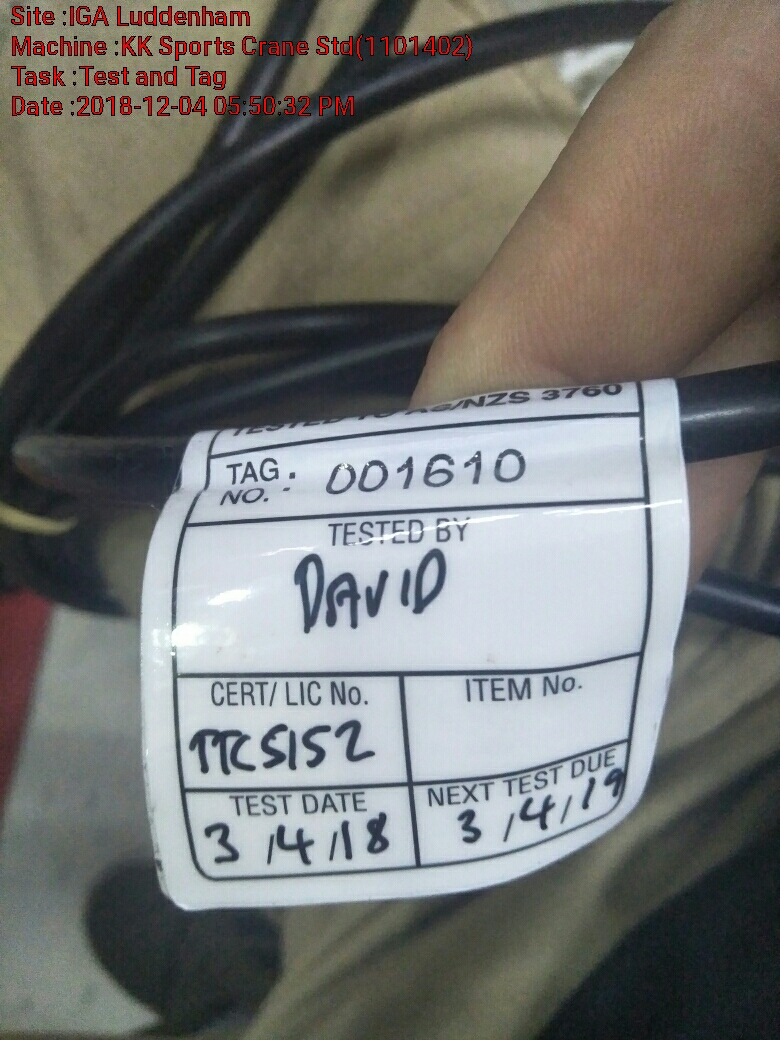 Site :IGA Luddenham
Machine :KK Sports Crane Std(1101402)
Task :Test and Tag
Date :2018-12-04 05:50:32 PM
TESTED TO AS/NZS 3760
TAG NO. : 001610
TESTED BY
DAVID
CERT/ LIC No.
TTC5152
ITEM No.
TEST DATE
3/4/18
NEXT TEST DUE
3/4/19